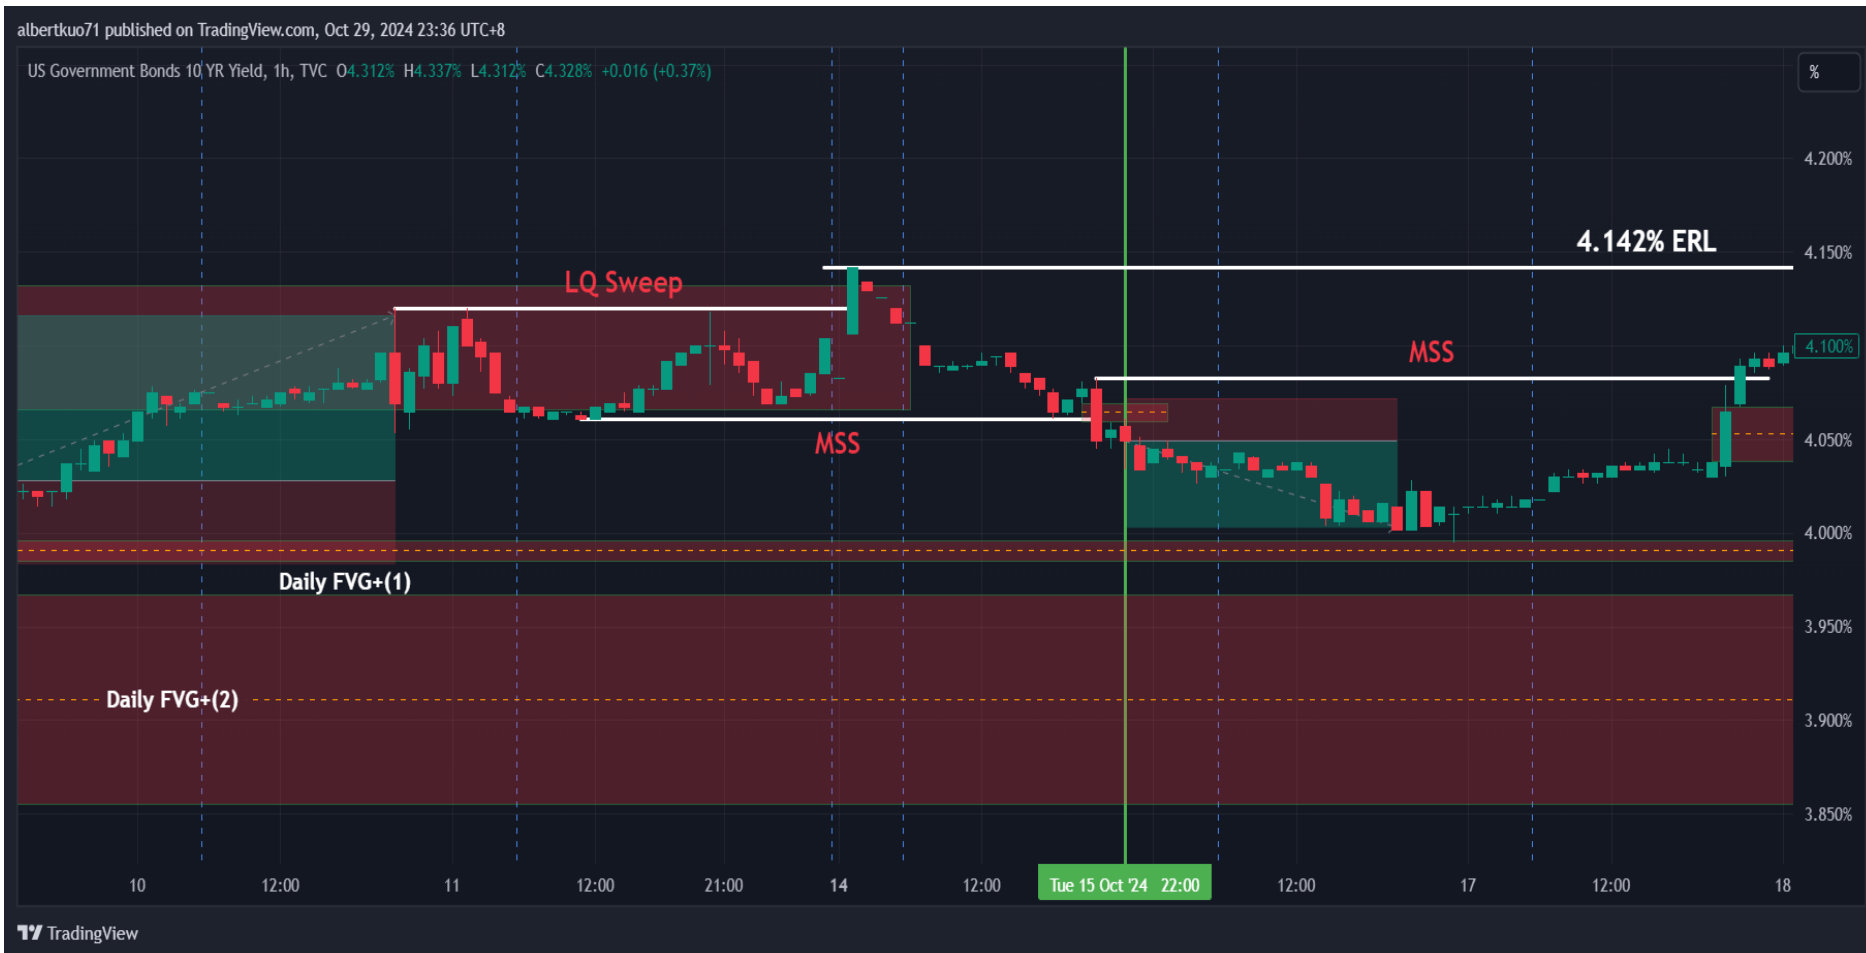 albertkuo71 published on TradingView.com, Oct 29, 2024 23:36 UTC+8
US Government Bonds 10 YR Yield, 1h, TVC O4.312% H4.337% L4.312% C4.328% +0.016 (+0.37%)
%
4.200%
4.142% ERL
4.150%
LQ Sweep
MSS
4.100%
MSS
4.050%
4.000%
Daily FVG+(1)
3.950%
Daily FVG+(2)
3.900%
3.850%
10 12:00 11 12:00 21:00 14 12:00 Tue 15 Oct '24 22:00 12:00 17 12:00 18
TradingView